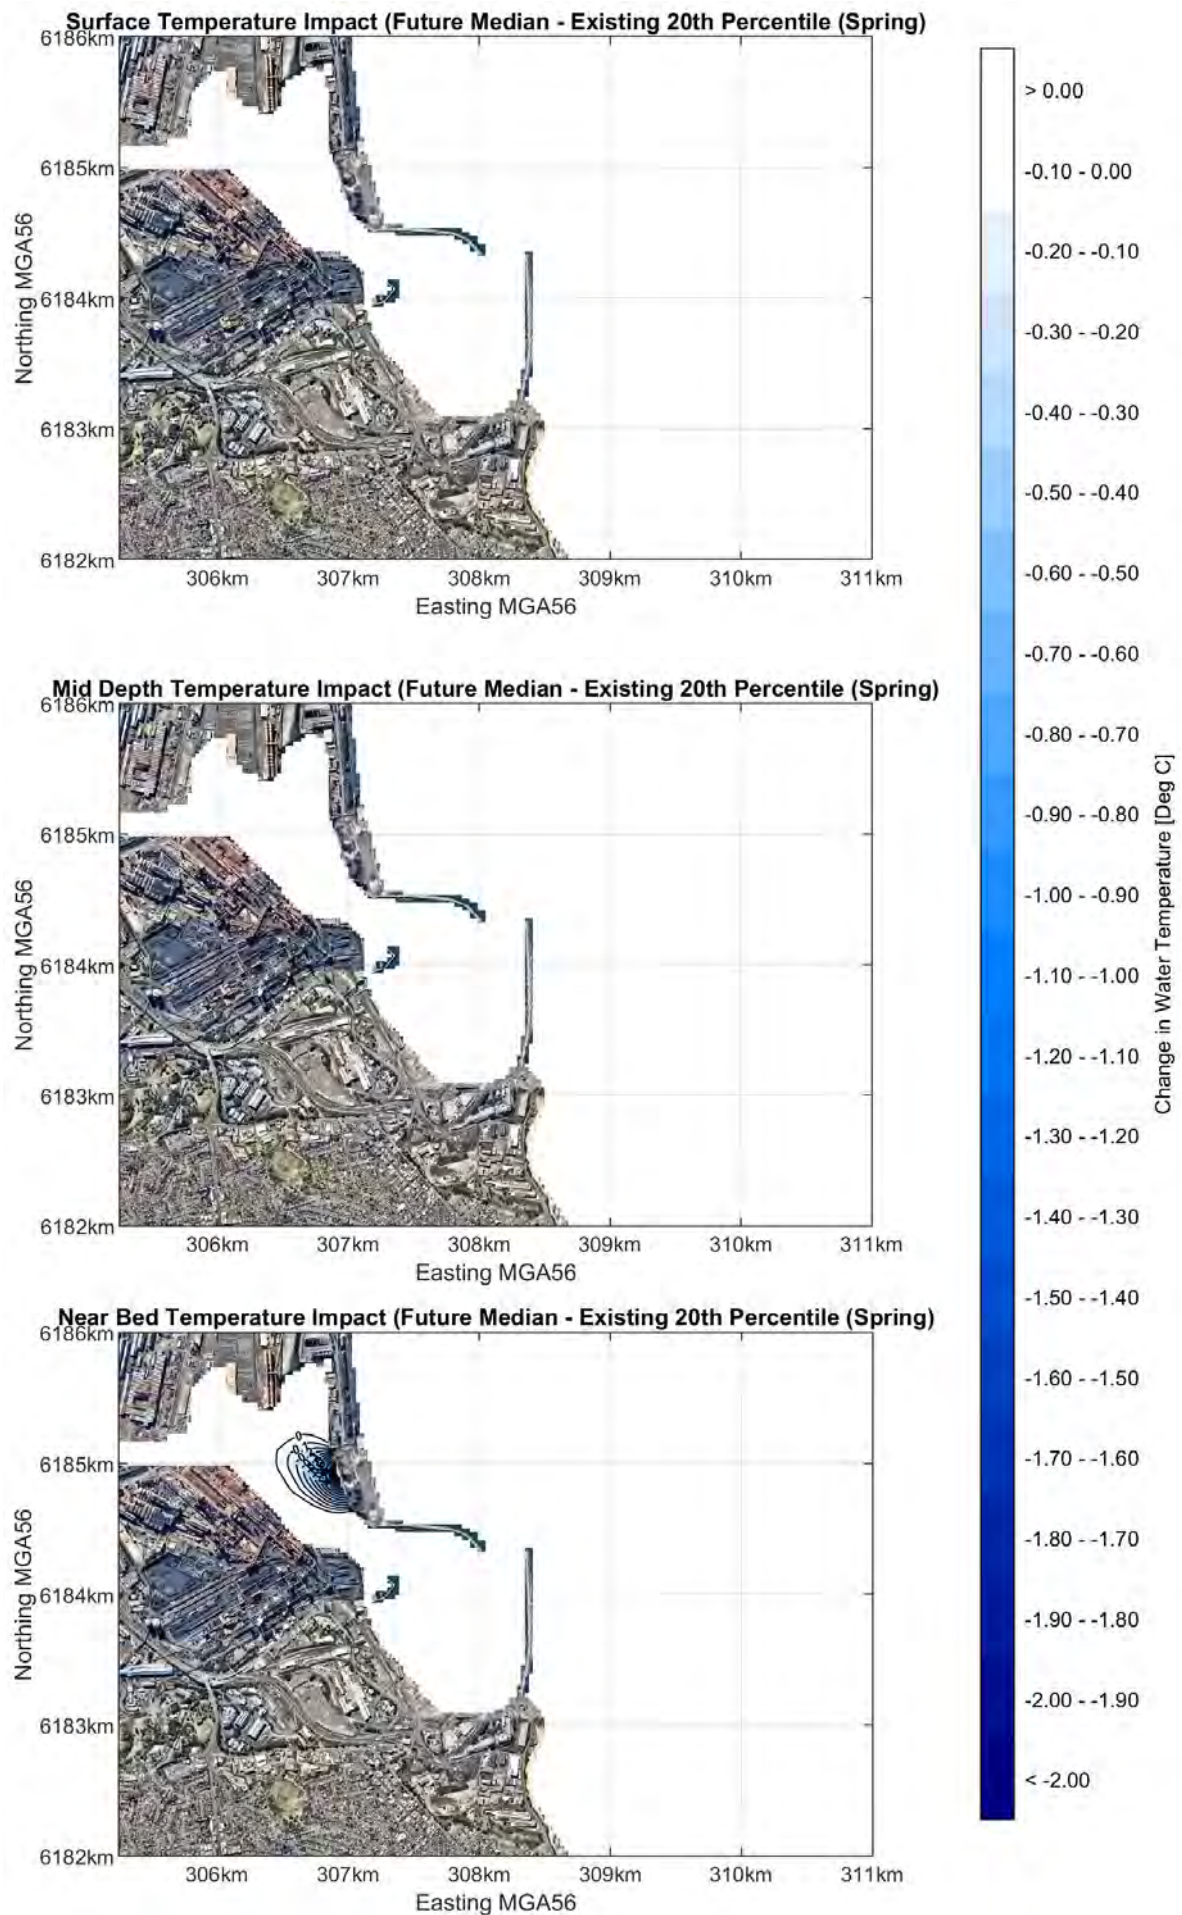 Surface Temperature Impact (Future Median - Existing 20th Percentile (Spring)
6186km
6185km
6184km
6183km
6182km
Northing MGA56
306km 307km 308km 309km 310km 311km
Easting MGA56
Mid Depth Temperature Impact (Future Median - Existing 20th Percentile (Spring)
6186km
6185km
6184km
6183km
6182km
Northing MGA56
306km 307km 308km 309km 310km 311km
Easting MGA56
Near Bed Temperature Impact (Future Median - Existing 20th Percentile (Spring)
6186km
6185km
6184km
6183km
6182km
Northing MGA56
306km 307km 308km 309km 310km 311km
Easting MGA56
> 0.00
-0.10 - 0.00
-0.20 - -0.10
-0.30 - -0.20
-0.40 - -0.30
-0.50 - -0.40
-0.60 - -0.50
-0.70 - -0.60
-0.80 - -0.70
-0.90 - -0.80
-1.00 - -0.90
-1.10 - -1.00
-1.20 - -1.10
-1.30 - -1.20
-1.40 - -1.30
-1.50 - -1.40
-1.60 - -1.50
-1.70 - -1.60
-1.80 - -1.70
-1.90 - -1.80
-2.00 - -1.90
< -2.00
Change in Water Temperature [Deg C]